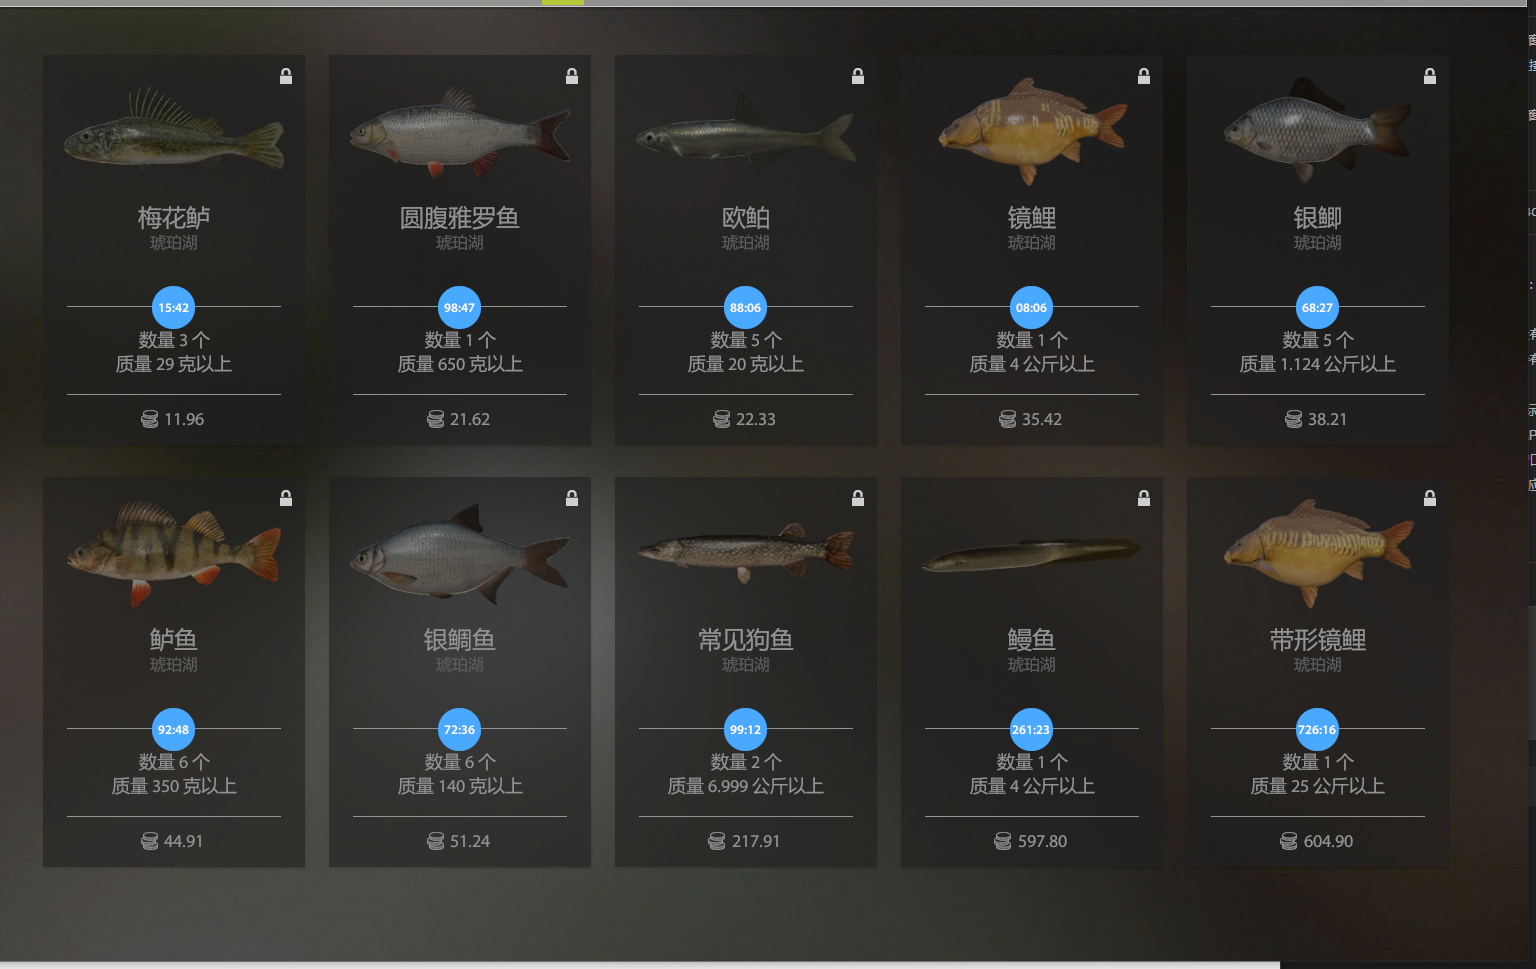 梅花鲈
琥珀湖
15:42
数量 3 个
质量 29 克以上
11.96
圆腹雅罗鱼
琥珀湖
98:47
数量 1 个
质量 650 克以上
21.62
欧鲌
琥珀湖
88:06
数量 5 个
质量 20 克以上
22.33
镜鲤
琥珀湖
08:06
数量 1 个
质量 4 公斤以上
35.42
银鲫
琥珀湖
68:27
数量 5 个
质量 1.124 公斤以上
38.21
鲈鱼
琥珀湖
92:48
数量 6 个
质量 350 克以上
44.91
银鲷鱼
琥珀湖
72:36
数量 6 个
质量 140 克以上
51.24
常见狗鱼
琥珀湖
99:12
数量 2 个
质量 6.999 公斤以上
217.91
鳗鱼
琥珀湖
261:23
数量 1 个
质量 4 公斤以上
597.80
带形镜鲤
琥珀湖
726:16
数量 1 个
质量 25 公斤以上
604.90